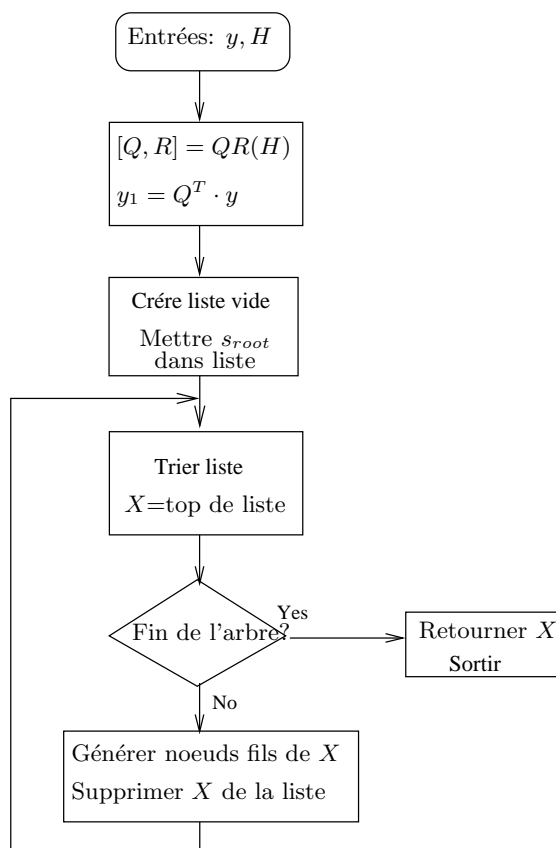 Entrées: y, H
[Q, R] = QR(H)
y₁ = Qᵀ · y
Crére liste vide
Mettre s_root
dans liste
Trier liste
X=top de liste
Fin de l'arbre?
Yes
Retourner X
Sortir
No
Générer noeuds fils de X
Supprimer X de la liste